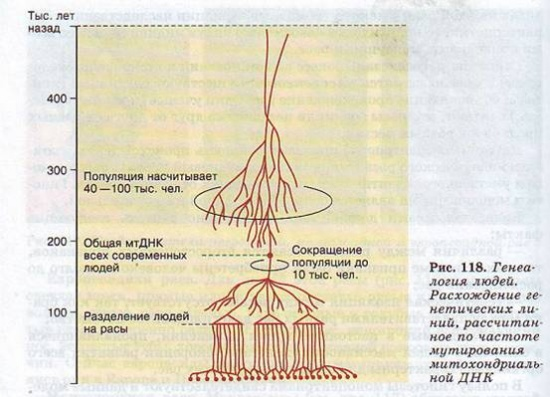 Тыс. лет
назад
400
300
Популяция насчитывает
40—100 тыс. чел.
200
Общая мтДНК
всех современных
людей
Сокращение
популяции до
10 тыс. чел.
100
Разделение людей
на расы
Рис. 118. Генеа-
логия людей.
Расхождение ге-
нетических ли-
ний, рассчитан-
ное по частоте
мутирования
митохондриаль-
ной ДНК